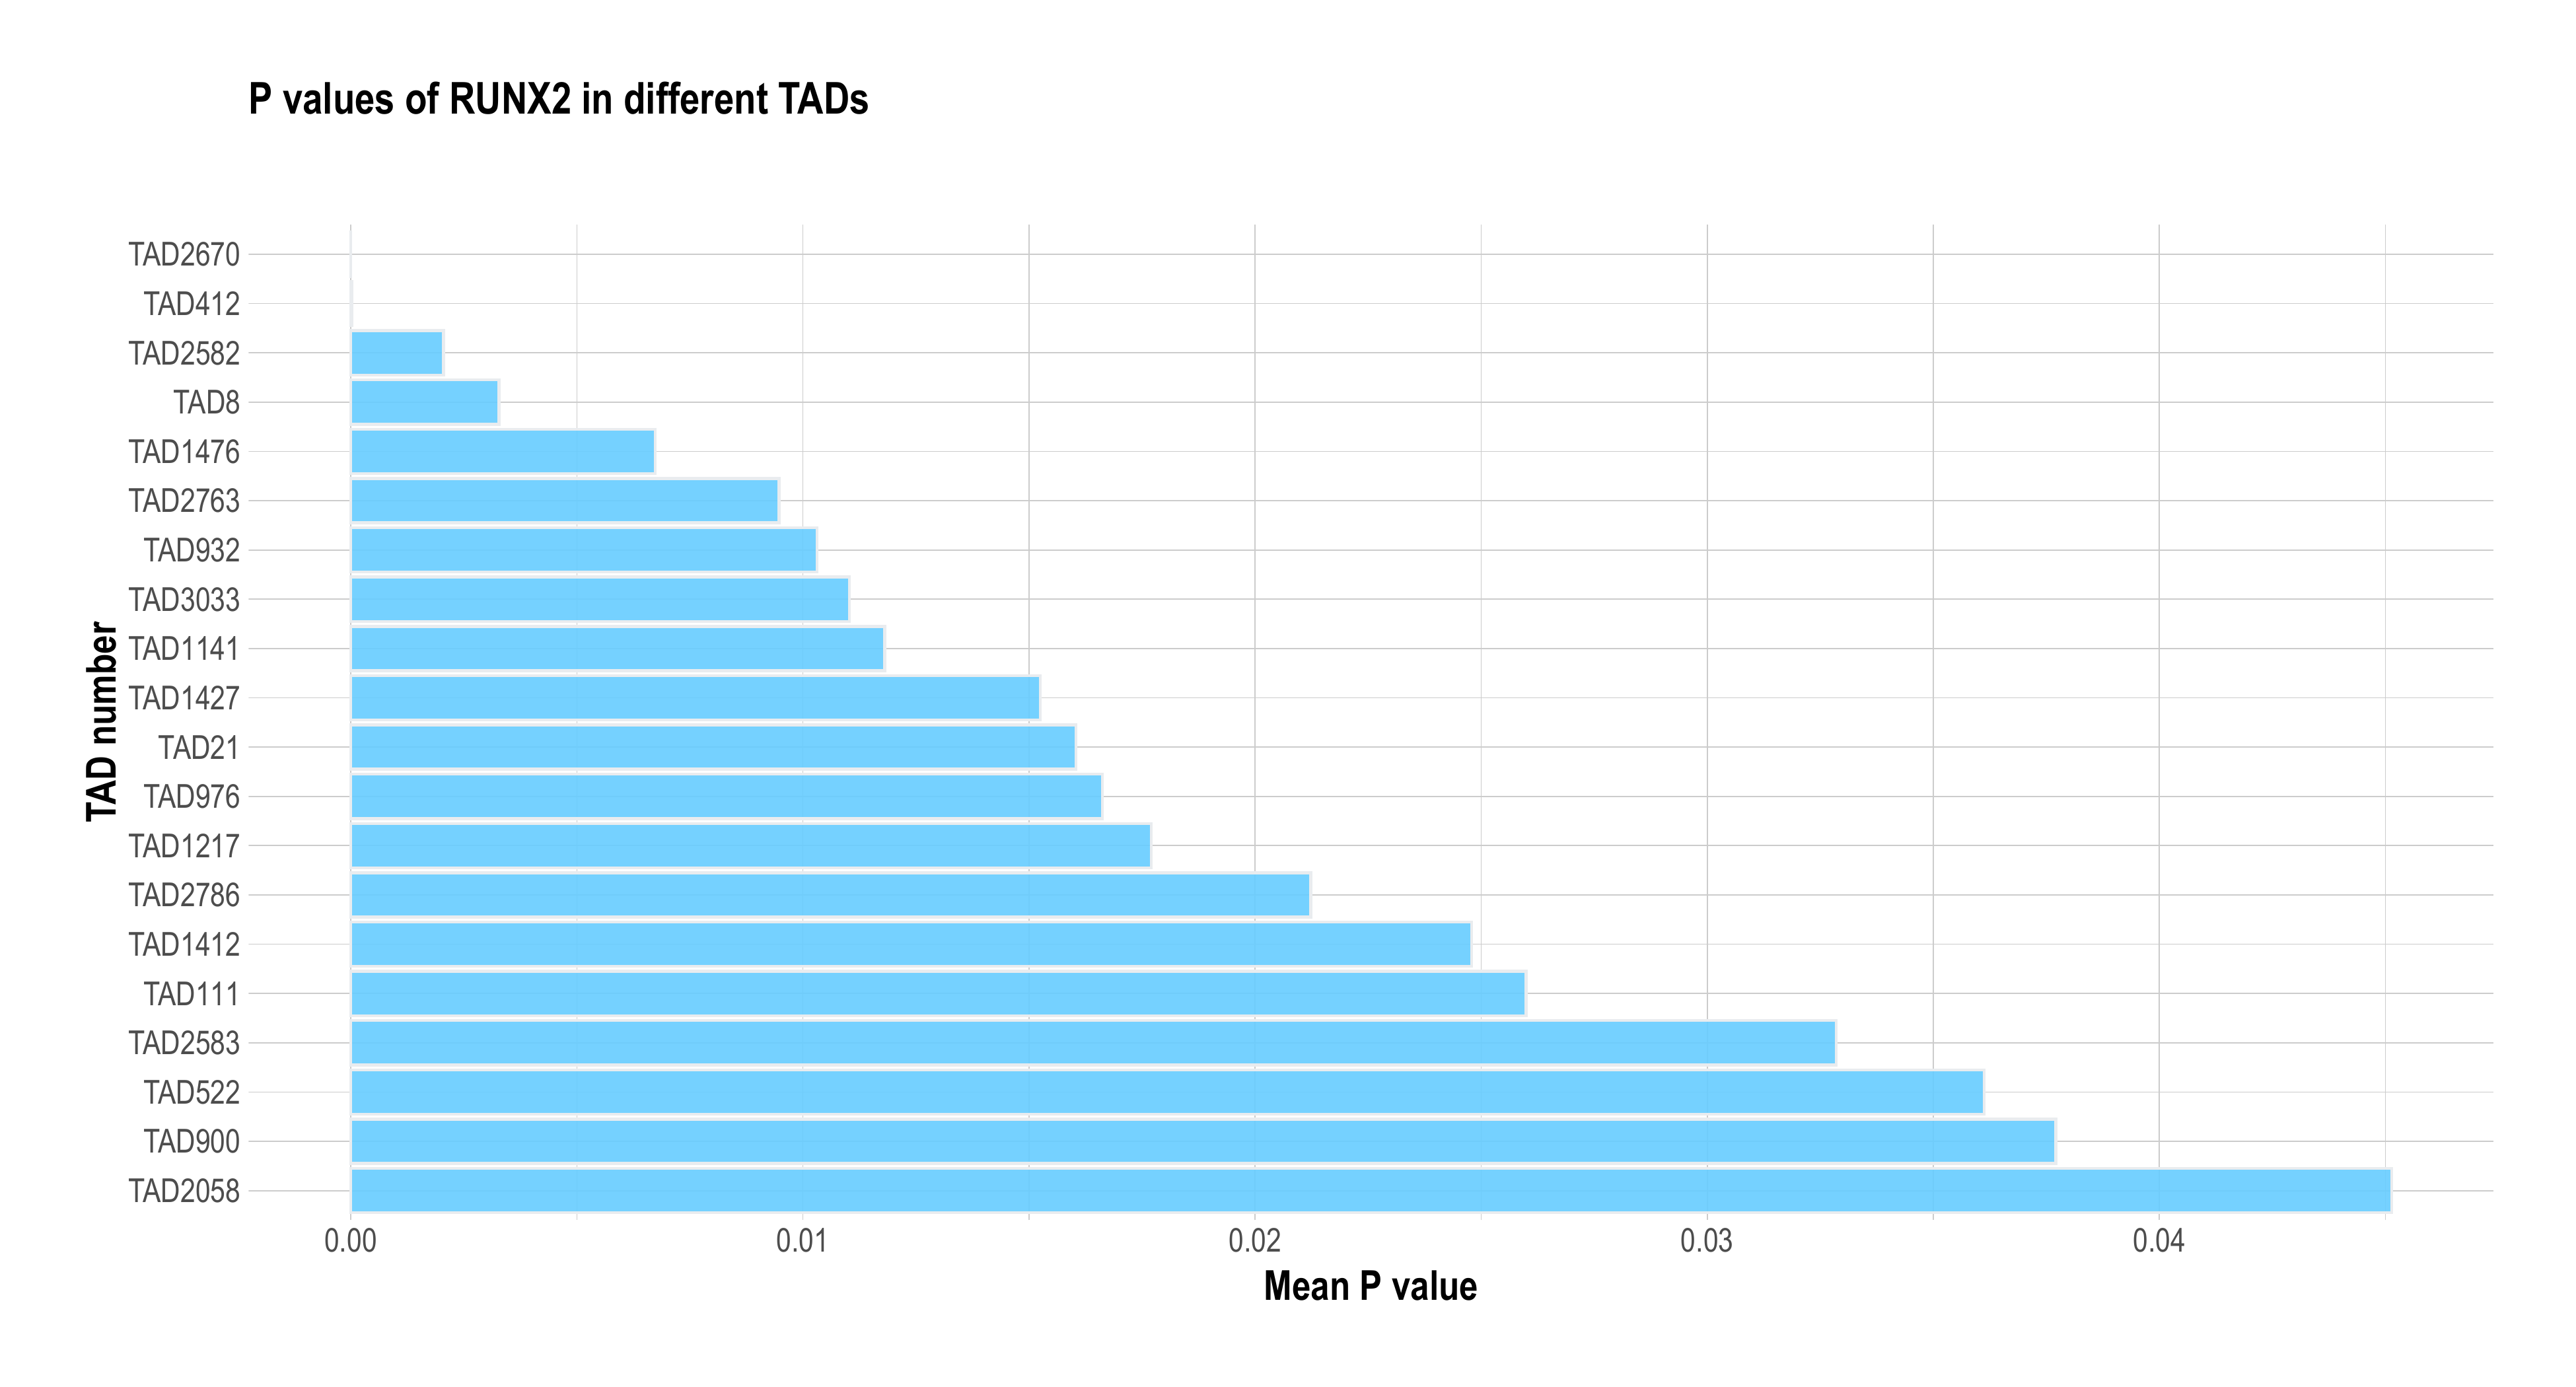 P values of RUNX2 in different TADs
TAD number
TAD2670
TAD412
TAD2582
TAD8
TAD1476
TAD2763
TAD932
TAD3033
TAD1141
TAD1427
TAD21
TAD976
TAD1217
TAD2786
TAD1412
TAD111
TAD2583
TAD522
TAD900
TAD2058
0.00 0.01 0.02 0.03 0.04
Mean P value